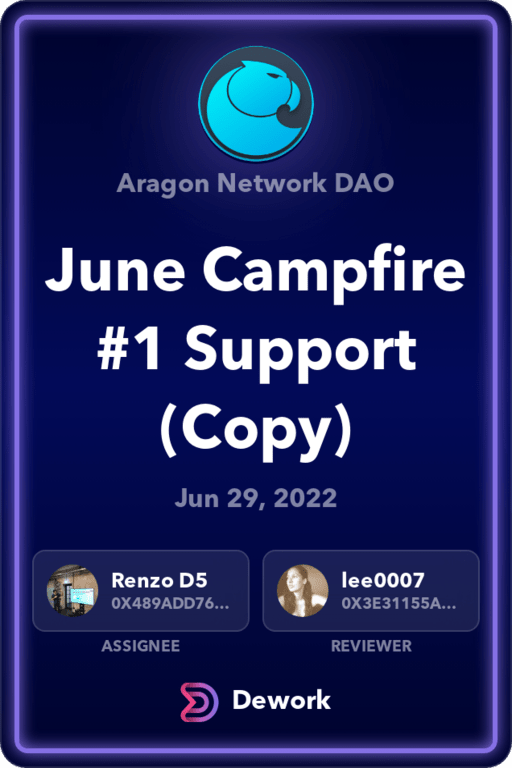 Aragon Network DAO
June Campfire
#1 Support
(Copy)
Jun 29, 2022
Renzo D5
0X489ADD76...
lee0007
0X3E31155A...
ASSIGNEE
REVIEWER
Dework